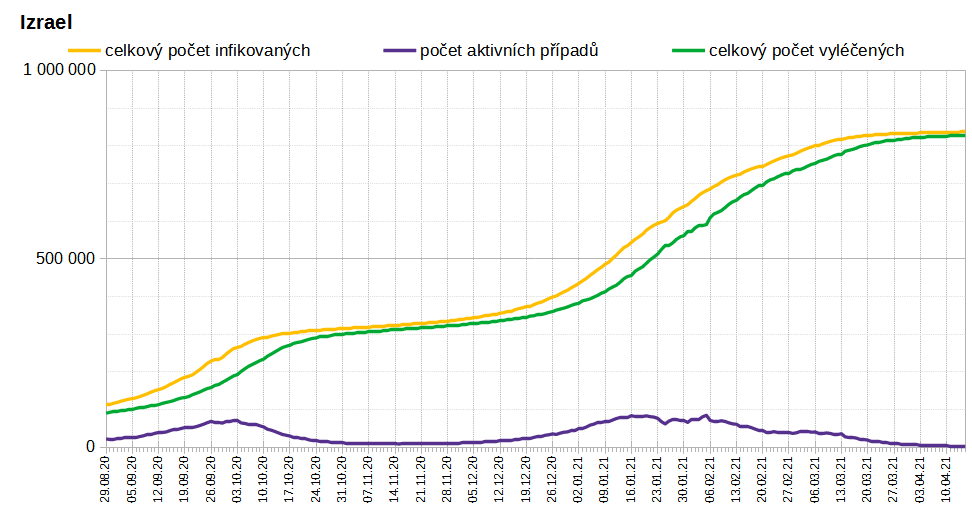 Izrael
celkový počet infikovaných počet aktivních případů celkový počet vyléčených
1 000 000
500 000
0
29.08.20 05.09.20 12.09.20 19.09.20 26.09.20 03.10.20 10.10.20 17.10.20 24.10.20 31.10.20 07.11.20 14.11.20 21.11.20 28.11.20 05.12.20 12.12.20 19.12.20 26.12.20 02.01.21 09.01.21 16.01.21 23.01.21 30.01.21 06.02.21 13.02.21 20.02.21 27.02.21 06.03.21 13.03.21 20.03.21 27.03.21 03.04.21 10.04.21